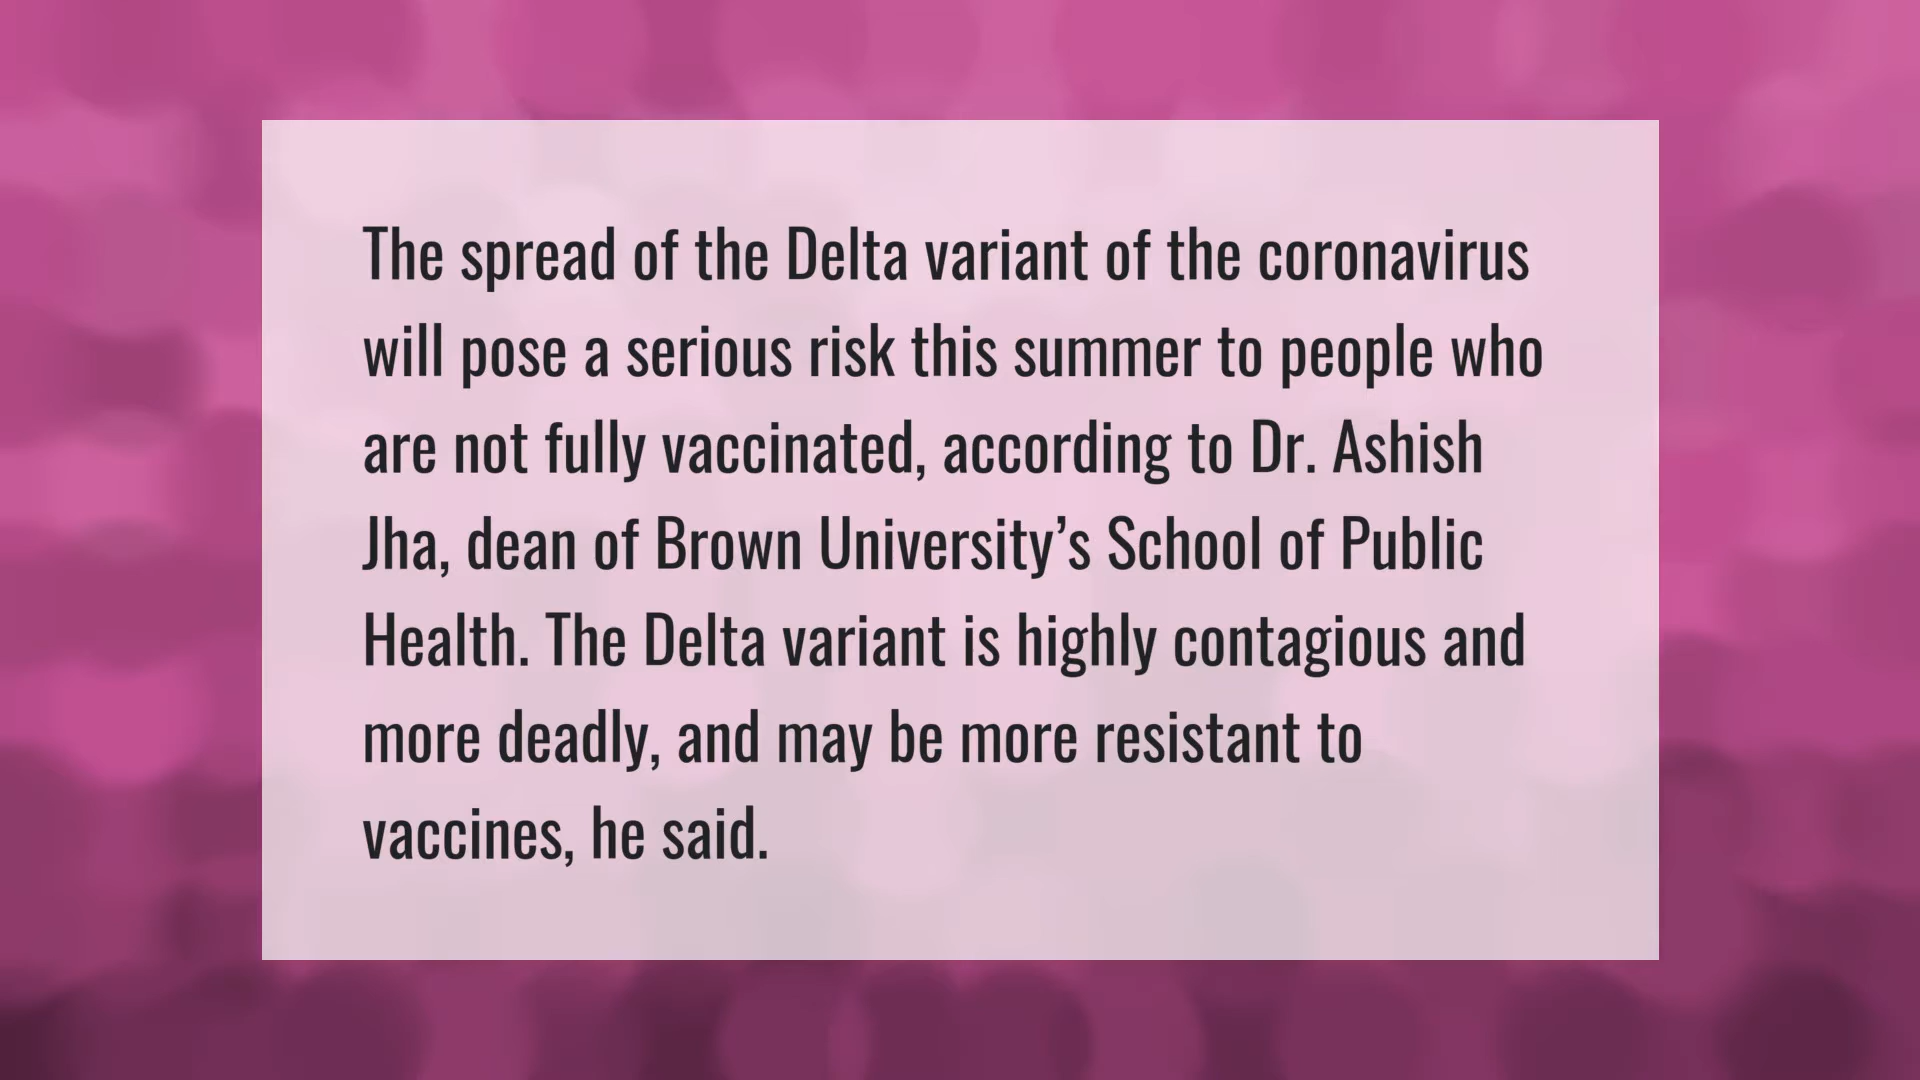 The spread of the Delta variant of the coronavirus
will pose a serious risk this summer to people who
are not fully vaccinated, according to Dr. Ashish
Jha, dean of Brown University’s School of Public
Health. The Delta variant is highly contagious and
more deadly, and may be more resistant to
vaccines, he said.